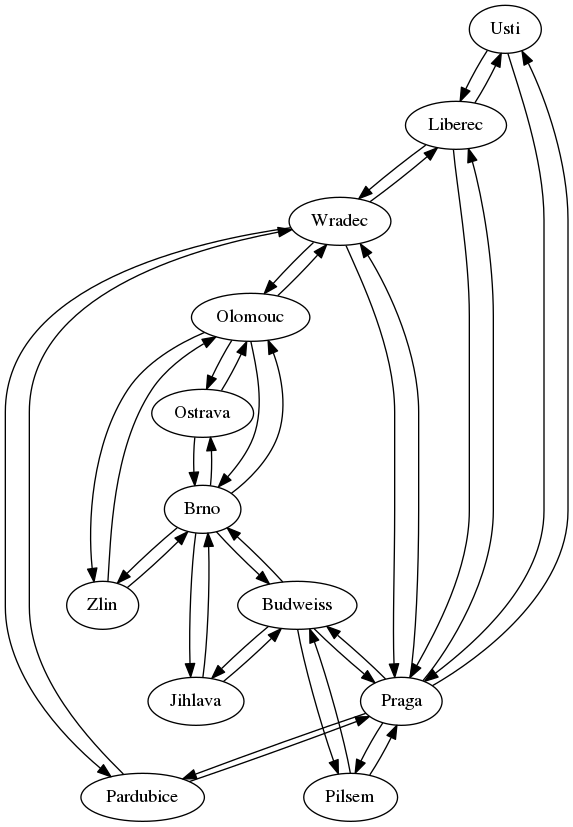 Usti
Liberec
Wradec
Olomouc
Ostrava
Brno
Zlin
Budweiss
Jihlava
Praga
Pardubice
Pilsem